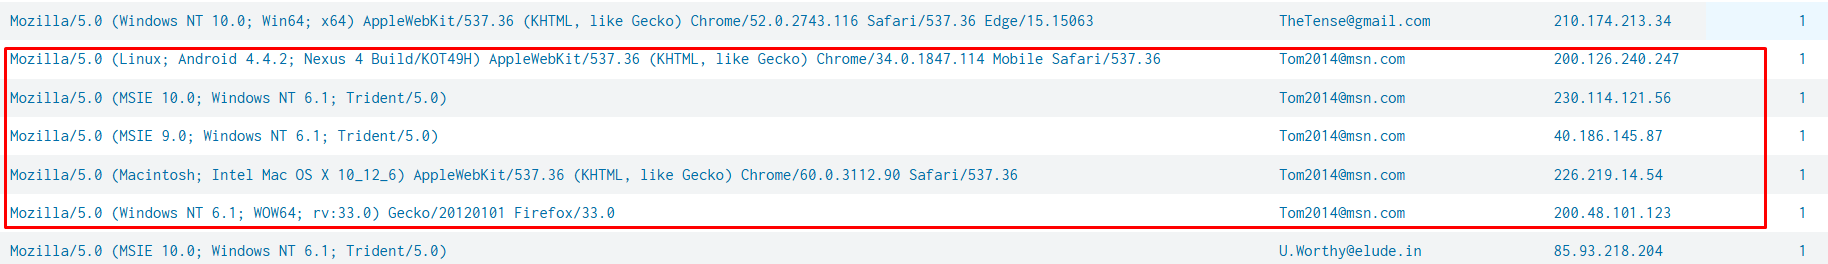 Mozilla/5.0 (Windows NT 10.0; Win64; x64) AppleWebKit/537.36 (KHTML, like Gecko) Chrome/52.0.2743.116 Safari/537.36 Edge/15.15063 TheTense@gmail.com 210.174.213.34 1
Mozilla/5.0 (Linux; Android 4.4.2; Nexus 4 Build/KOT49H) AppleWebKit/537.36 (KHTML, like Gecko) Chrome/34.0.1847.114 Mobile Safari/537.36 Tom2014@msn.com 200.126.240.247 1
Mozilla/5.0 (MSIE 10.0; Windows NT 6.1; Trident/5.0) Tom2014@msn.com 230.114.121.56 1
Mozilla/5.0 (MSIE 9.0; Windows NT 6.1; Trident/5.0) Tom2014@msn.com 40.186.145.87 1
Mozilla/5.0 (Macintosh; Intel Mac OS X 10_12_6) AppleWebKit/537.36 (KHTML, like Gecko) Chrome/60.0.3112.90 Safari/537.36 Tom2014@msn.com 226.219.14.54 1
Mozilla/5.0 (Windows NT 6.1; WOW64; rv:33.0) Gecko/20120101 Firefox/33.0 Tom2014@msn.com 200.48.101.123 1
Mozilla/5.0 (MSIE 10.0; Windows NT 6.1; Trident/5.0) U.Worthy@elude.in 85.93.218.204 1